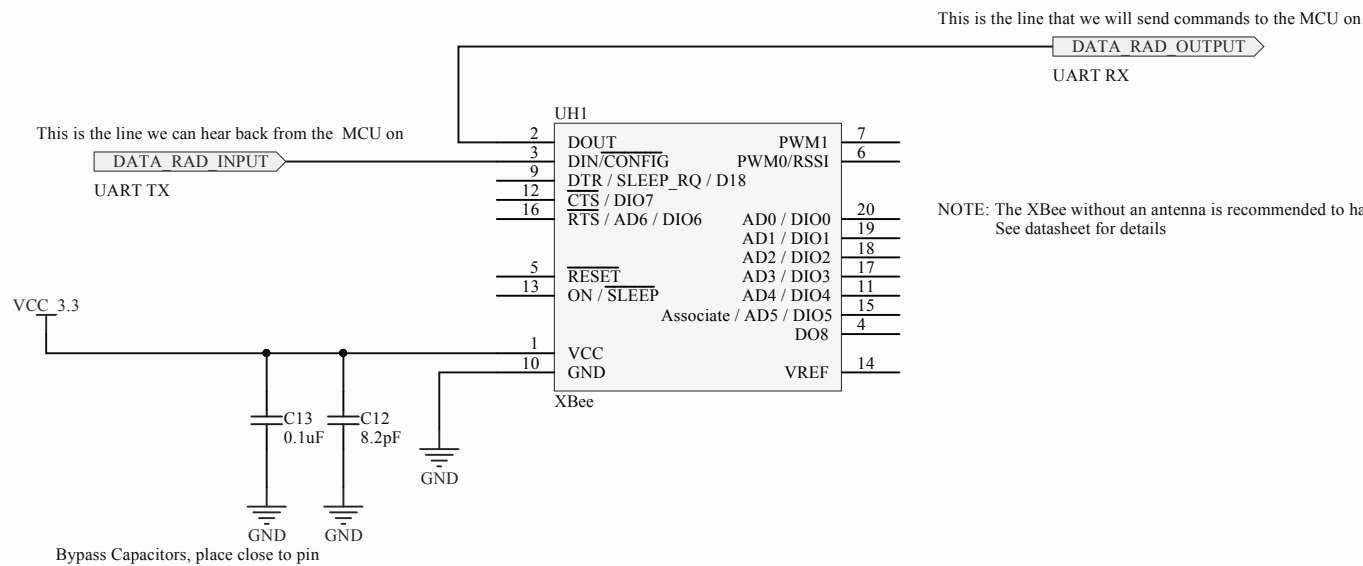 This is the line that we will send commands to the MCU on
DATA_RAD_OUTPUT
UART RX
This is the line we can hear back from the  MCU on
DATA_RAD_INPUT
UART TX
UH1
2 DOUT PWM1 7
3 DIN/CONFIG PWM0/RSSI 6
9 DTR / SLEEP_RQ / D18
12 CTS / DIO7
16 RTS / AD6 / DIO6 AD0 / DIO0 20
AD1 / DIO1 19
AD2 / DIO2 18
5 RESET AD3 / DIO3 17
13 ON / SLEEP AD4 / DIO4 11
Associate / AD5 / DIO5 15
DO8 4
1 VCC
10 GND VREF 14
XBee
NOTE: The XBee without an antenna is recommended to ha
See datasheet for details
VCC_3.3
C13
0.1uF
C12
8.2pF
GND
GND
GND
Bypass Capacitors, place close to pin